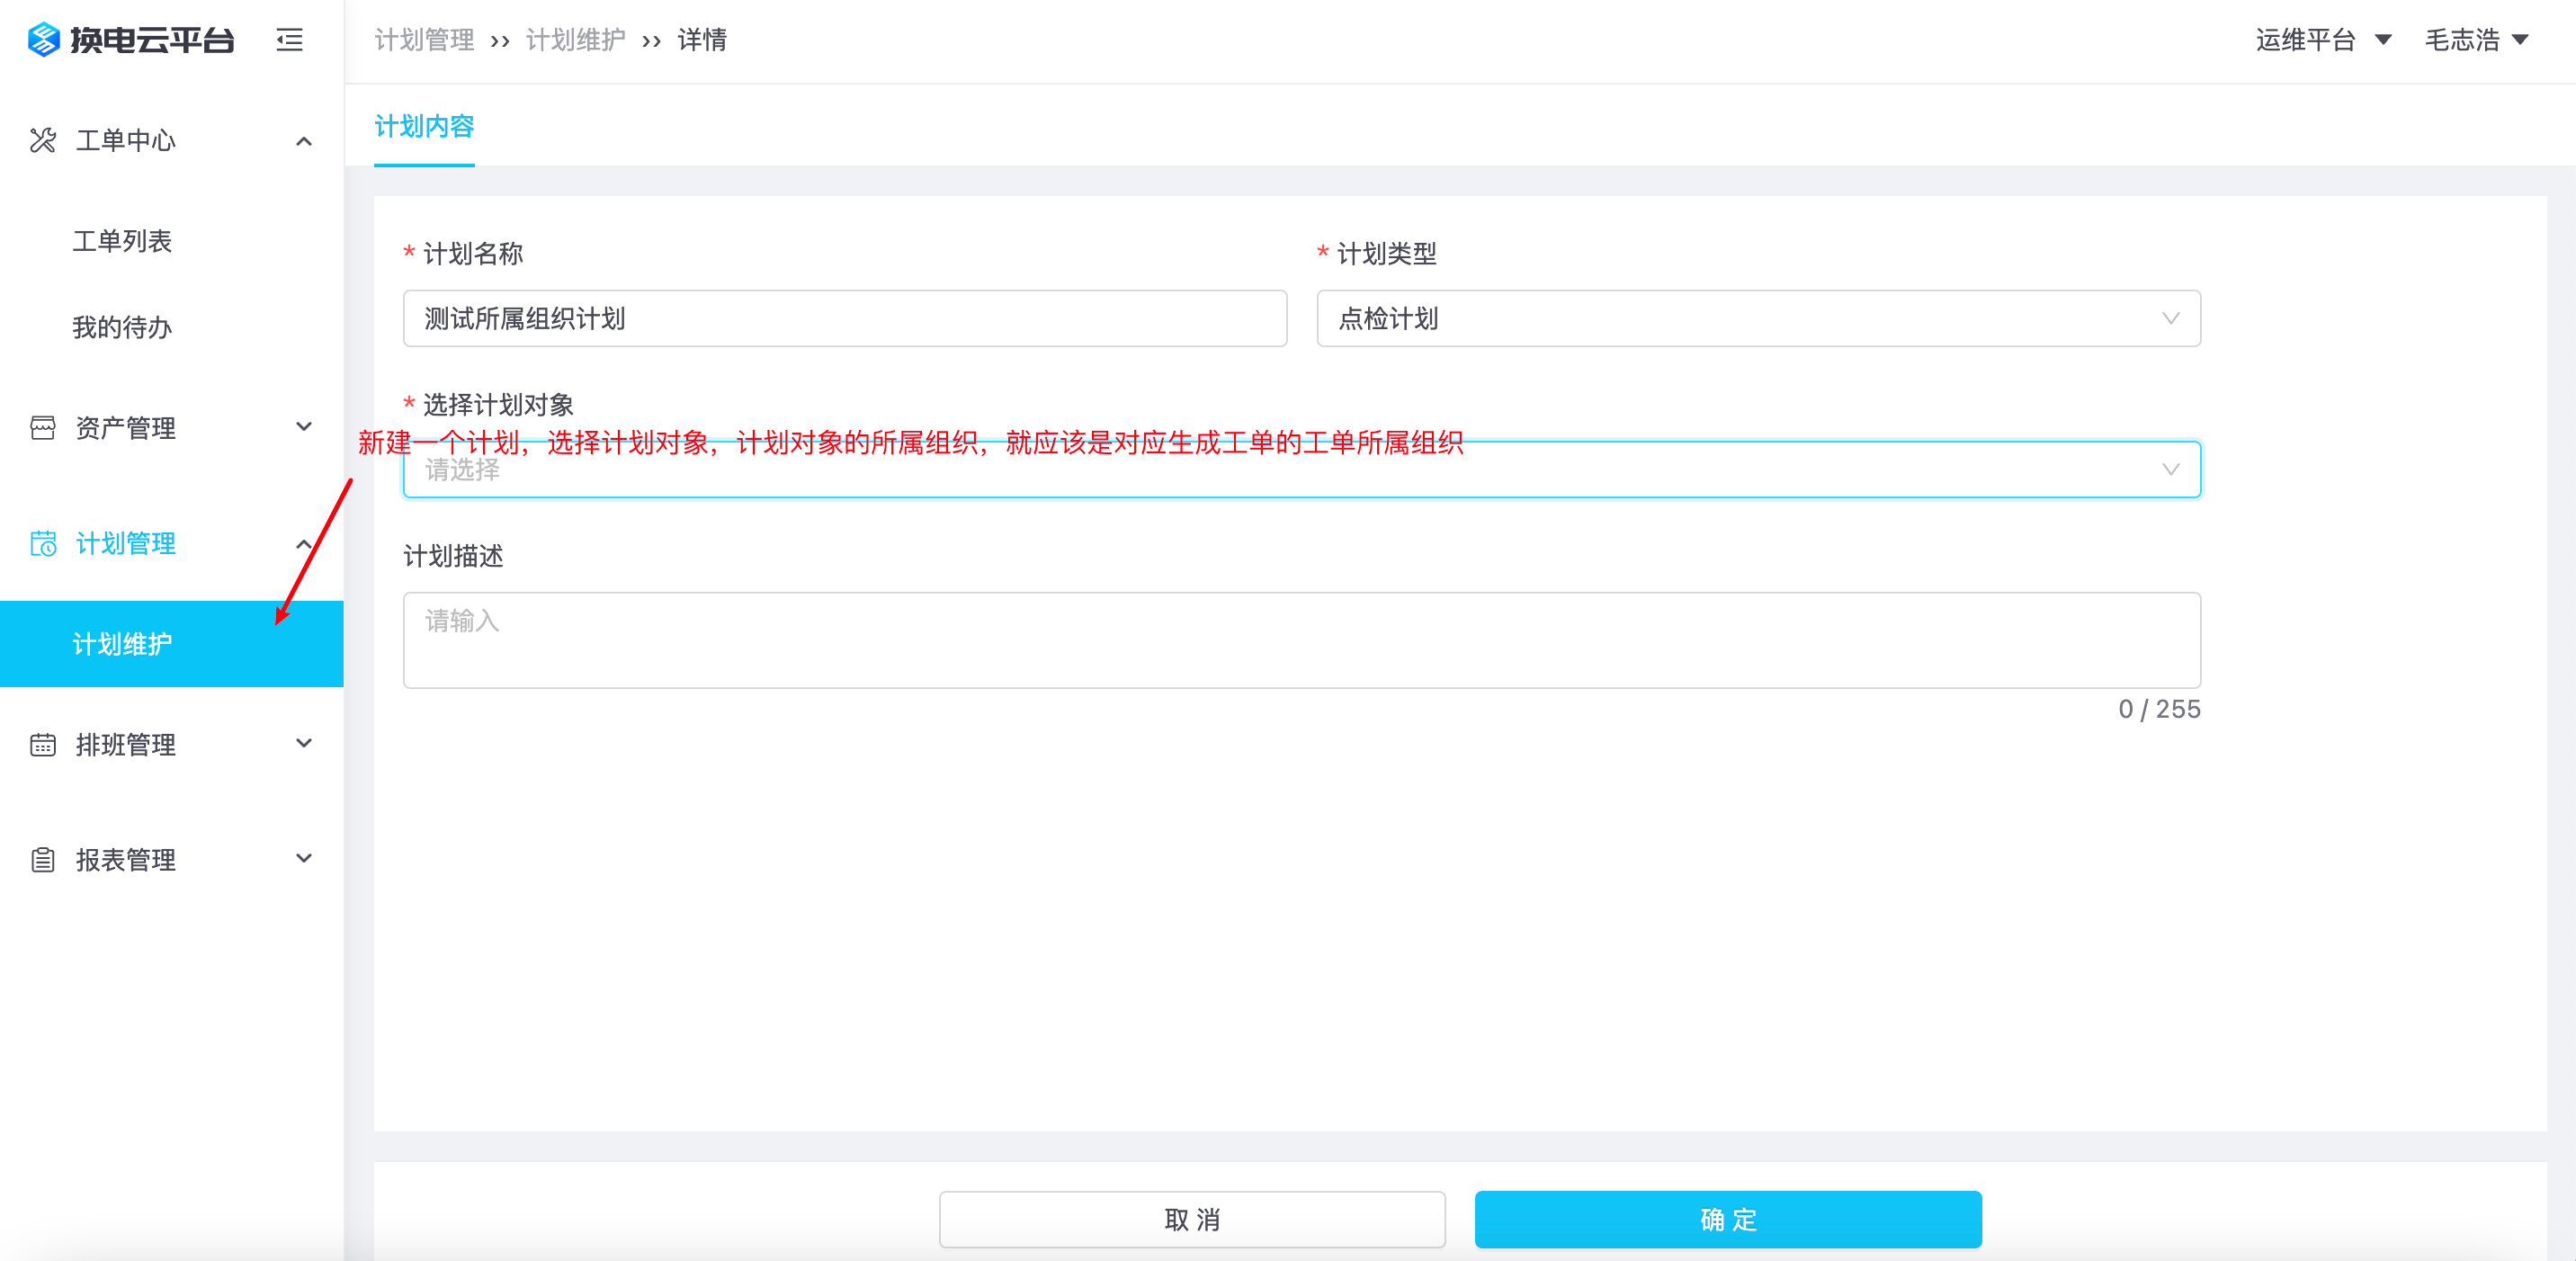 换电云平台
计划管理 ›› 计划维护 ›› 详情
运维平台
毛志浩
工单中心
工单列表
我的待办
资产管理
计划管理
计划维护
排班管理
报表管理
计划内容
* 计划名称
测试所属组织计划
* 计划类型
点检计划
* 选择计划对象
新建一个计划，选择计划对象，计划对象的所属组织，就应该是对应生成工单的工单所属组织
请选择
计划描述
请输入
0 / 255
取 消
确 定